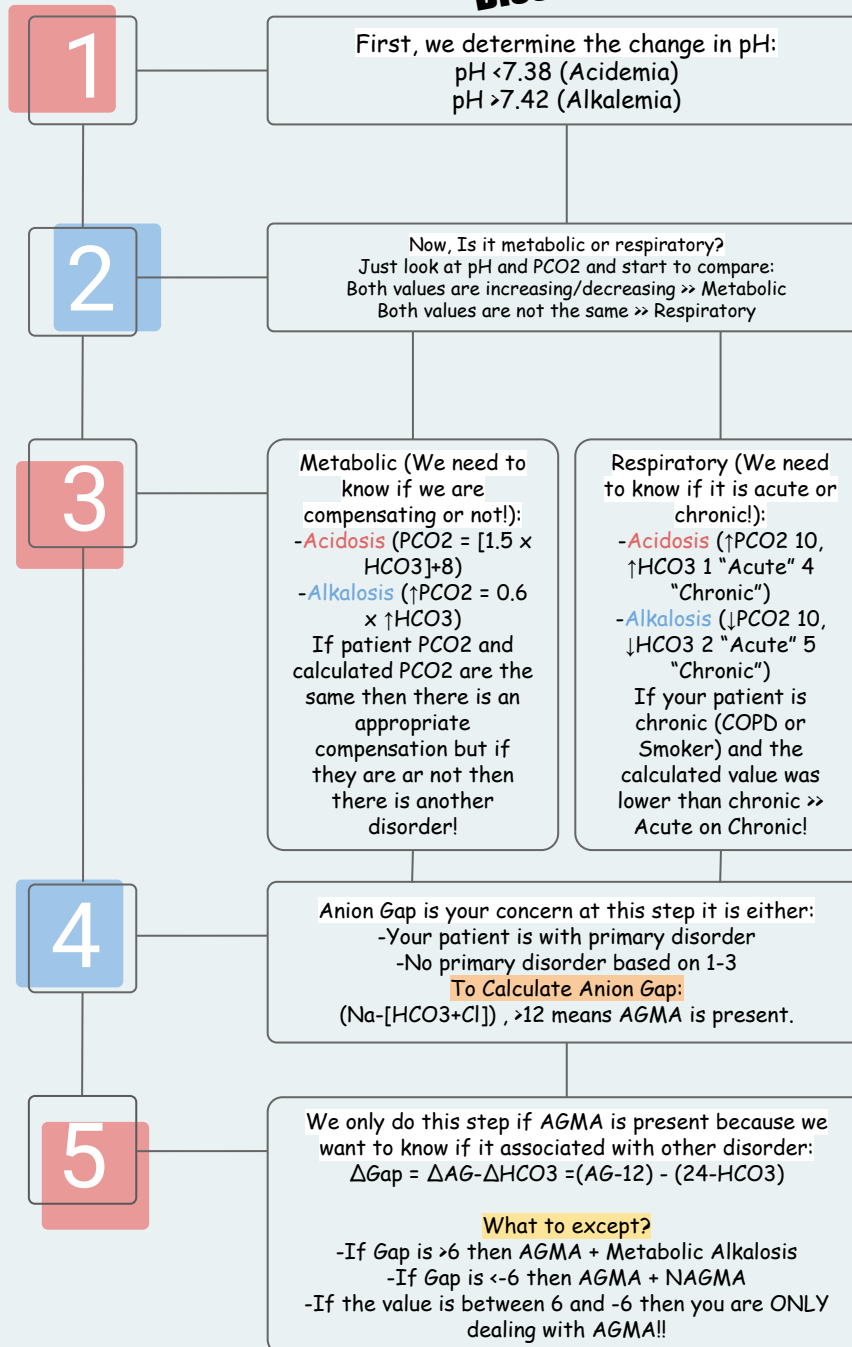 1
First, we determine the change in pH:
pH <7.38 (Acidemia)
pH >7.42 (Alkalemia)
2
Now, Is it metabolic or respiratory?
Just look at pH and PCO2 and start to compare:
Both values are increasing/decreasing >> Metabolic
Both values are not the same >> Respiratory
3
Metabolic (We need to
know if we are
compensating or not!):
-Acidosis (PCO2 = [1.5 x
HCO3]+8)
-Alkalosis (↑PCO2 = 0.6
x ↑HCO3)
If patient PCO2 and
calculated PCO2 are the
same then there is an
appropriate
compensation but if
they are ar not then
there is another
disorder!
Respiratory (We need
to know if it is acute or
chronic!):
-Acidosis (↑PCO2 10,
↑HCO3 1 “Acute” 4
“Chronic”)
-Alkalosis (↓PCO2 10,
↓HCO3 2 “Acute” 5
“Chronic”)
If your patient is
chronic (COPD or
Smoker) and the
calculated value was
lower than chronic >>
Acute on Chronic!
4
Anion Gap is your concern at this step it is either:
-Your patient is with primary disorder
-No primary disorder based on 1-3
To Calculate Anion Gap:
(Na-[HCO3+Cl]) , >12 means AGMA is present.
5
We only do this step if AGMA is present because we
want to know if it associated with other disorder:
ΔGap = ΔAG-ΔHCO3 =(AG-12) - (24-HCO3)
What to except?
-If Gap is >6 then AGMA + Metabolic Alkalosis
-If Gap is <-6 then AGMA + NAGMA
-If the value is between 6 and -6 then you are ONLY
dealing with AGMA!!